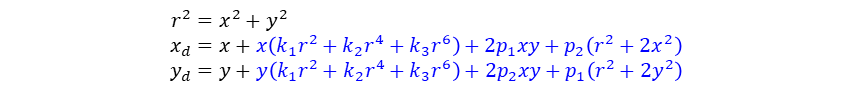 r² = x² + y²
x_d = x + x(k₁r² + k₂r⁴ + k₃r⁶) + 2p₁xy + p₂(r² + 2x²)
y_d = y + y(k₁r² + k₂r⁴ + k₃r⁶) + 2p₂xy + p₁(r² + 2y²)